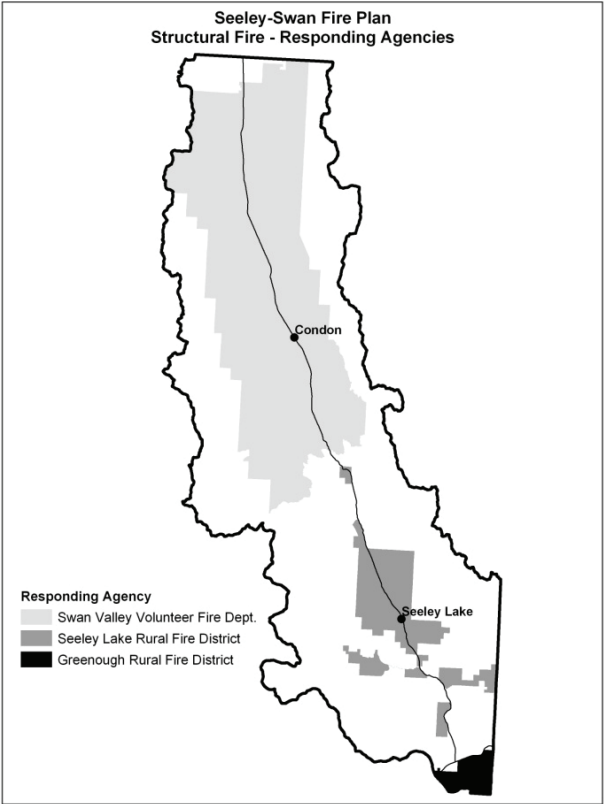 Seeley-Swan Fire Plan
Structural Fire - Responding Agencies
Condon
Seeley Lake
Responding Agency
Swan Valley Volunteer Fire Dept.
Seeley Lake Rural Fire District
Greenough Rural Fire District